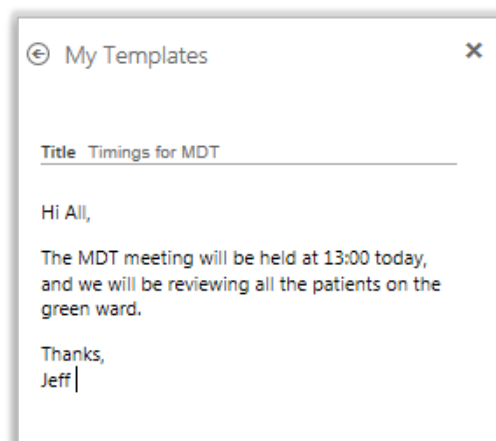 My Templates
Title Timings for MDT
Hi All,
The MDT meeting will be held at 13:00 today,
and we will be reviewing all the patients on the
green ward.
Thanks,
Jeff